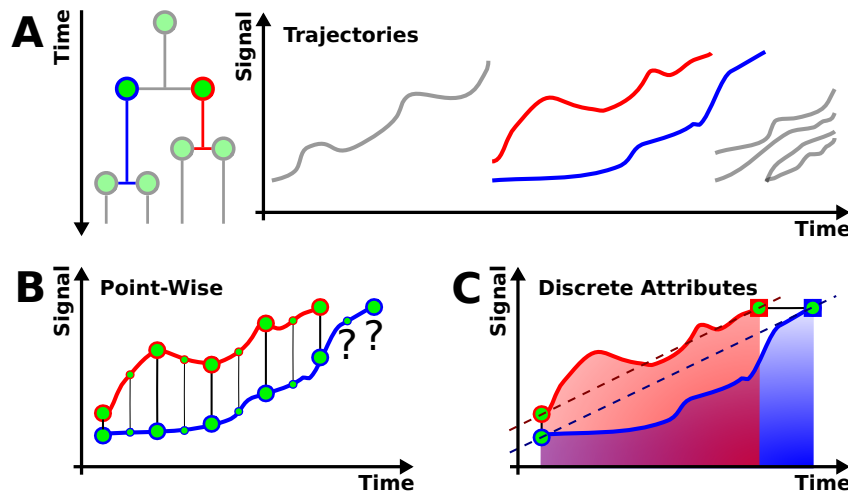 A
Time
Signal
Trajectories
Time
B
Signal
Point-Wise
? ?
Time
C
Signal
Discrete Attributes
Time